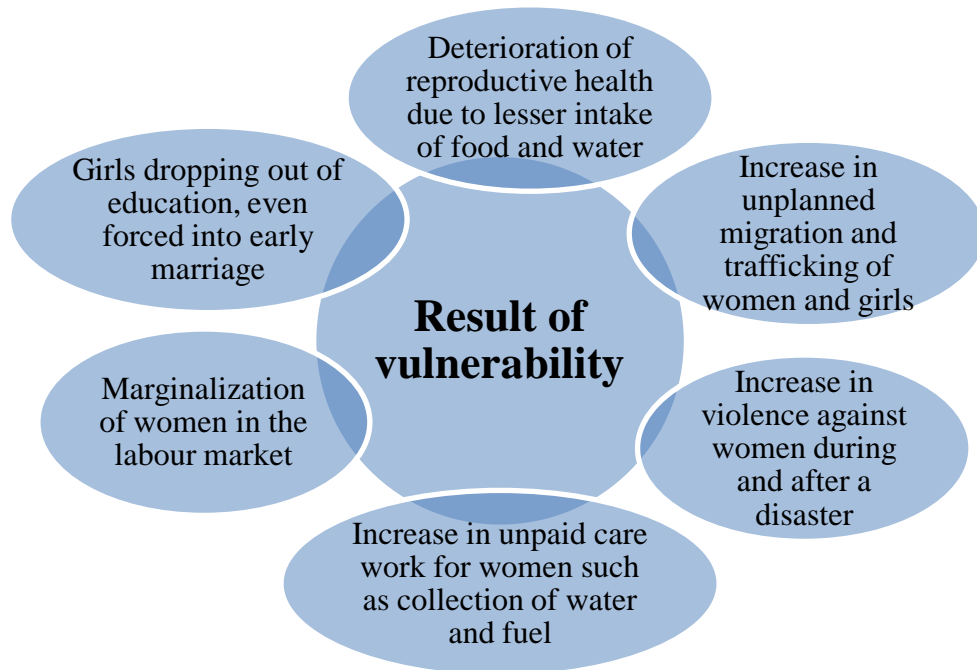 Deterioration of
reproductive health
due to lesser intake
of food and water
Increase in
unplanned
migration and
trafficking of
women and girls
Increase in
violence against
women during
and after a
disaster
Increase in unpaid care
work for women such
as collection of water
and fuel
Marginalization
of women in the
labour market
Girls dropping out of
education, even
forced into early
marriage
Result of
vulnerability